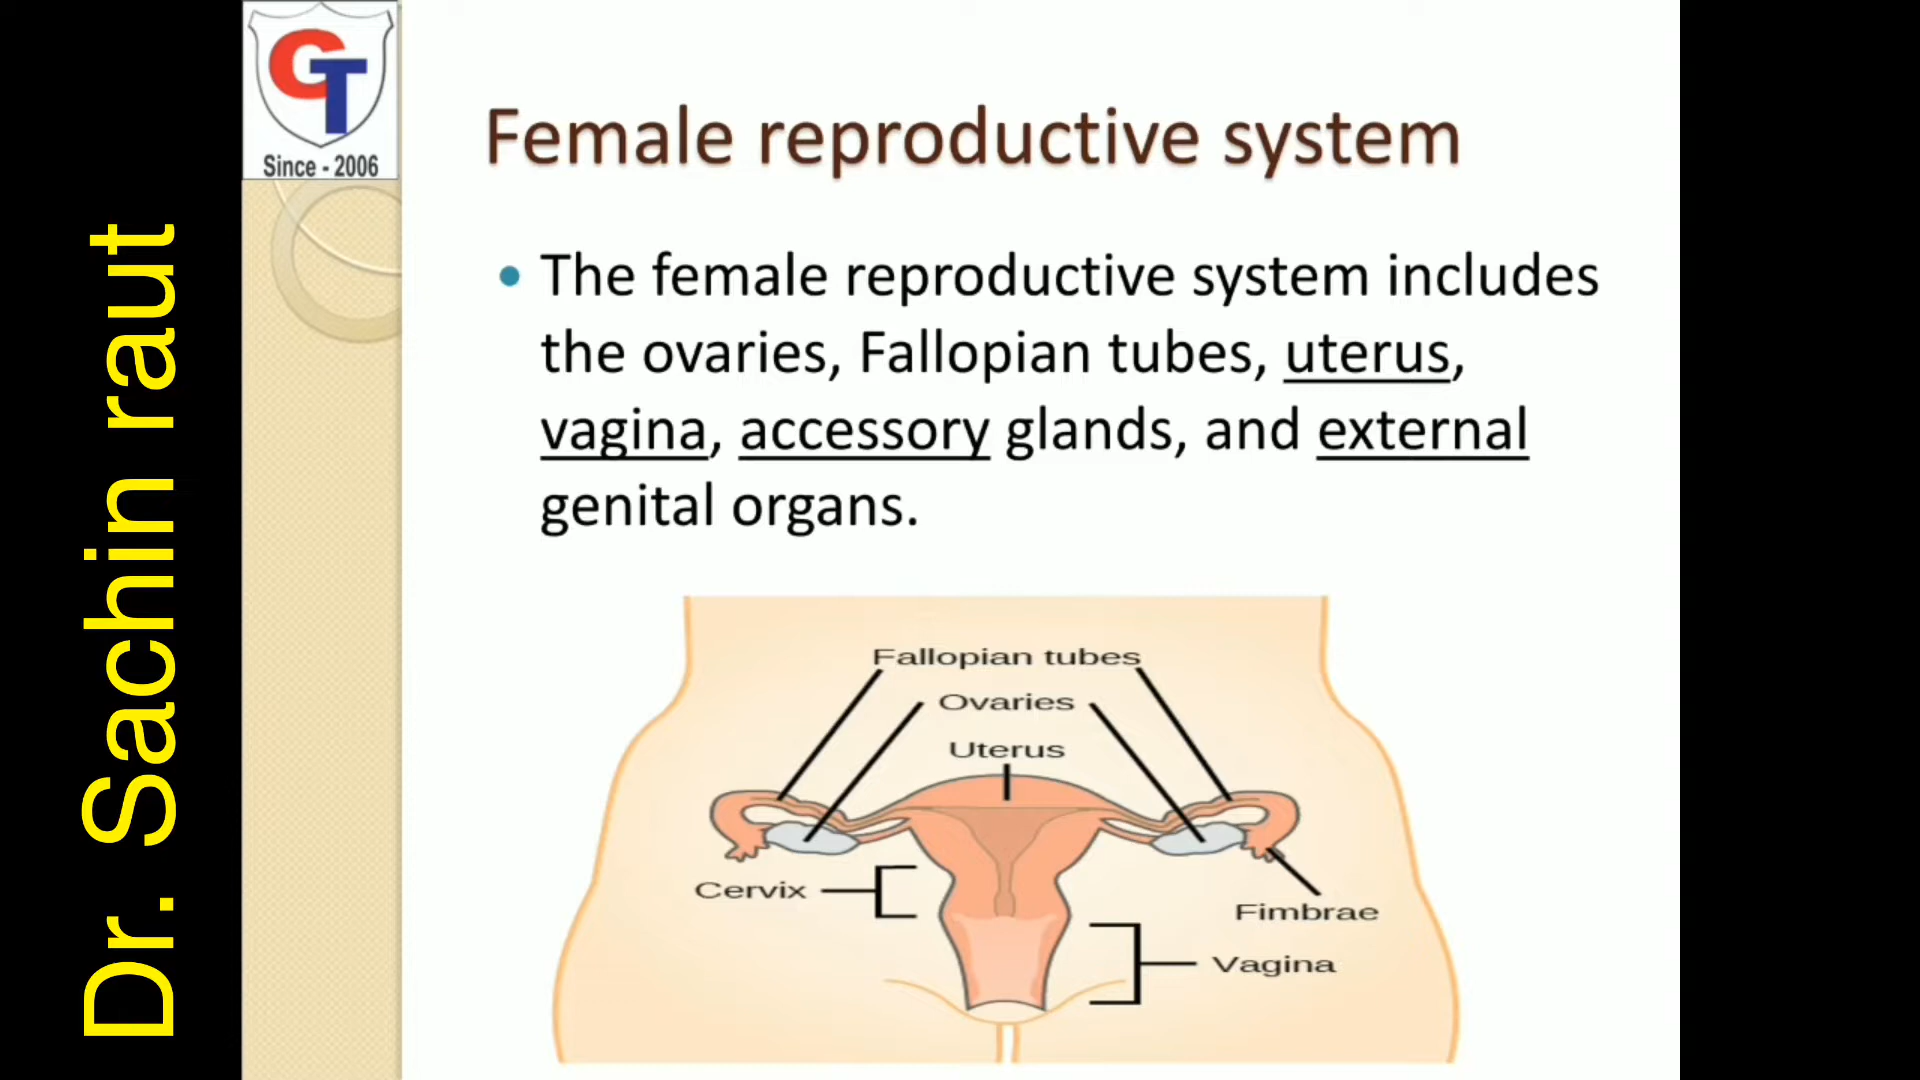 GT
Since - 2006
Dr. Sachin raut
Female reproductive system
• The female reproductive system includes
the ovaries, Fallopian tubes, uterus,
vagina, accessory glands, and external
genital organs.
Fallopian tubes
Ovaries
Uterus
Cervix
Fimbrae
Vagina